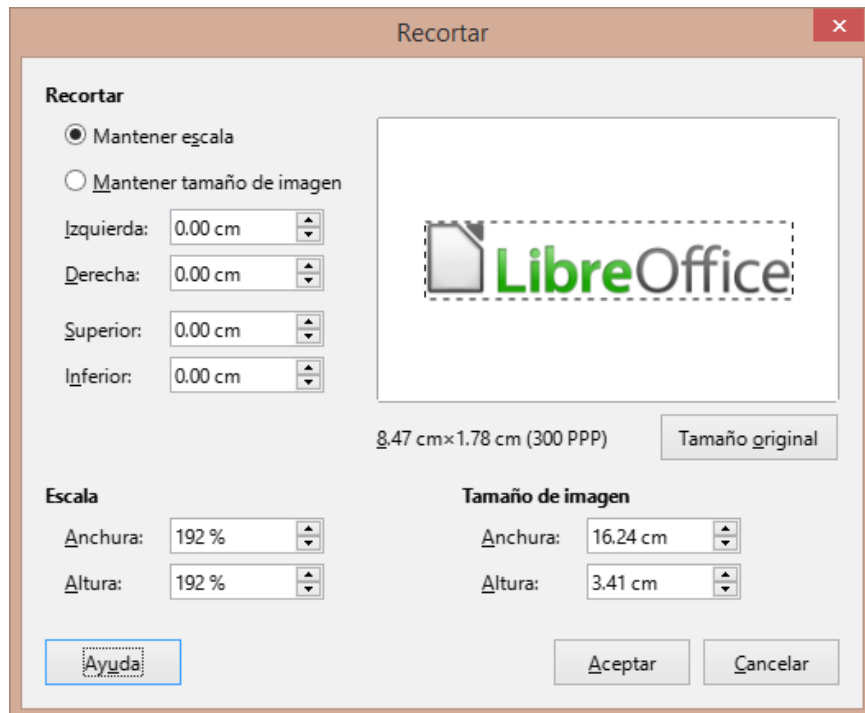 Recortar
Recortar
Mantener escala
Mantener tamaño de imagen
Izquierda: 0.00 cm
Derecha: 0.00 cm
Superior: 0.00 cm
Inferior: 0.00 cm
LibreOffice
8.47 cm×1.78 cm (300 PPP) Tamaño original
Escala Tamaño de imagen
Anchura: 192 % Anchura: 16.24 cm
Altura: 192 % Altura: 3.41 cm
Ayuda Aceptar Cancelar